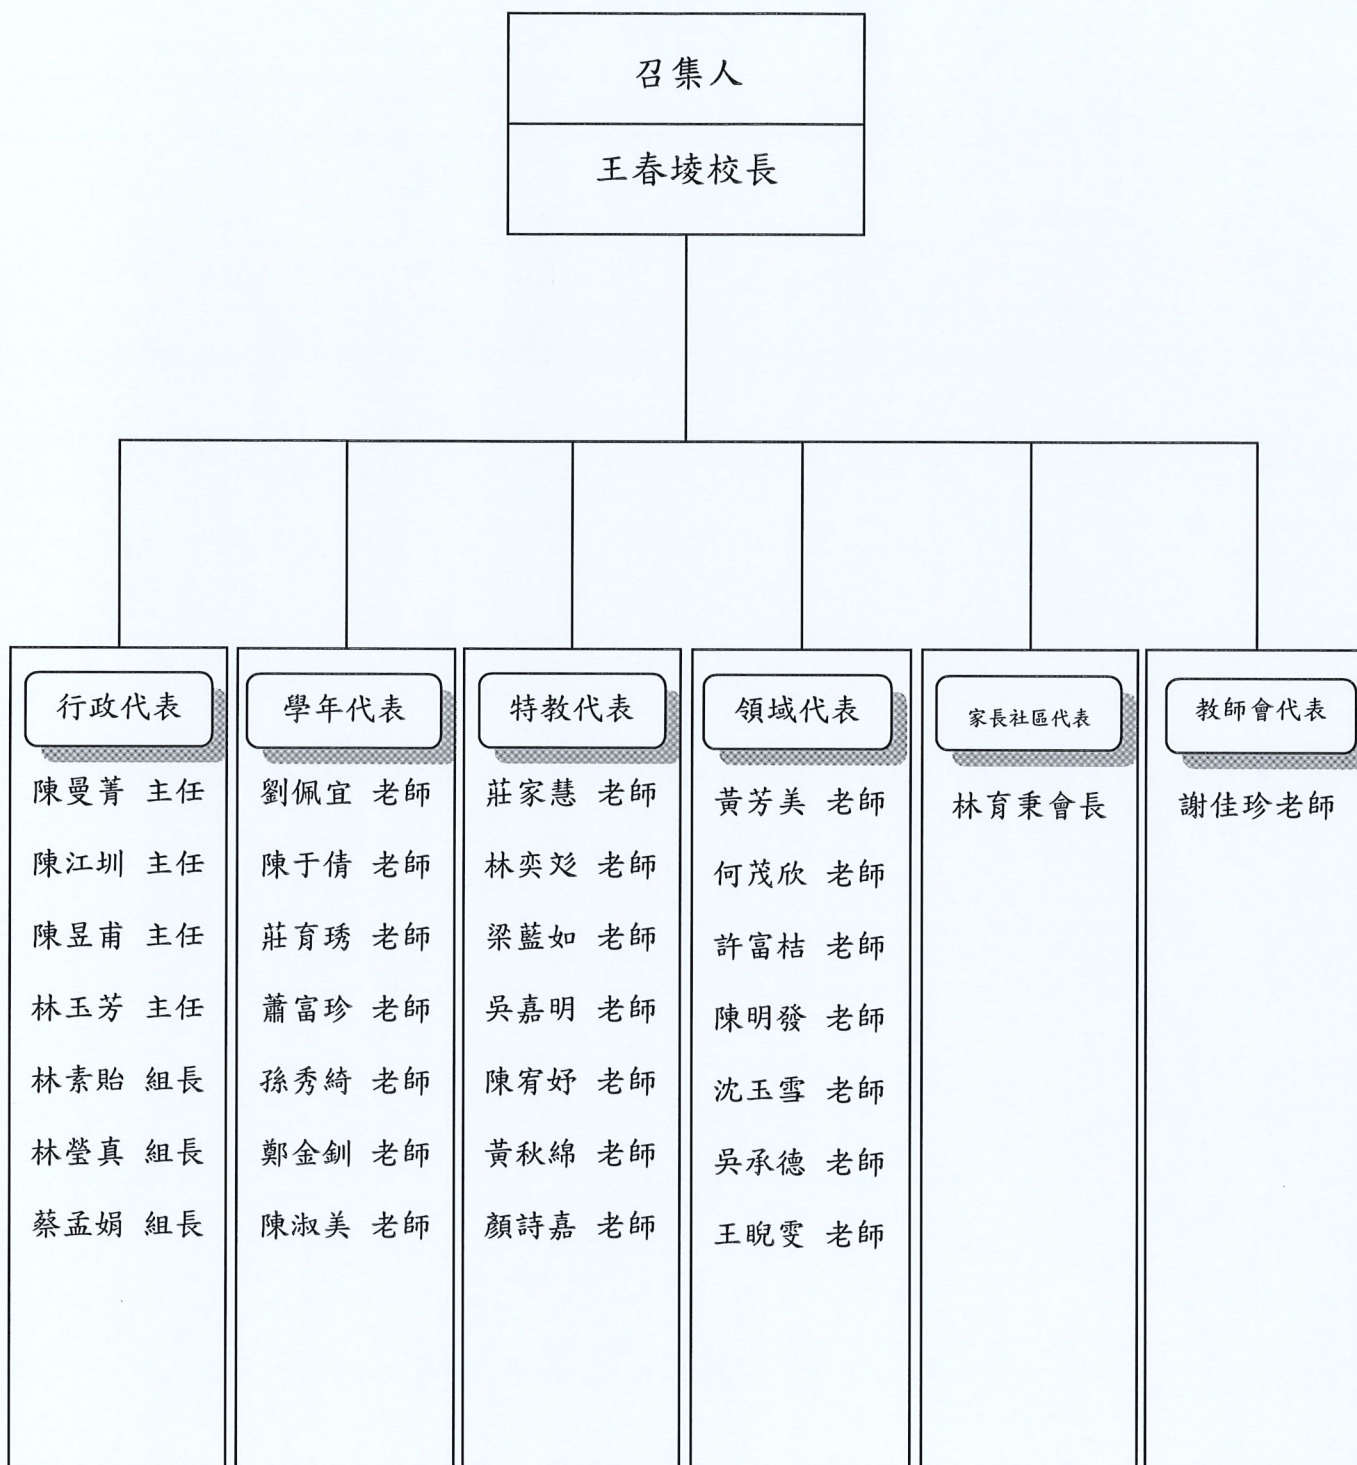 召集人
王春堎校長
行政代表
陳曼菁 主任
陳江圳 主任
陳昱甫 主任
林玉芳 主任
林素貽 組長
林瑩真 組長
蔡孟娟 組長
學年代表
劉佩宜 老師
陳于倩 老師
莊育琇 老師
蕭富珍 老師
孫秀綺 老師
鄭金釧 老師
陳淑美 老師
特教代表
莊家慧 老師
林奕彣 老師
梁藍如 老師
吳嘉明 老師
陳宥妤 老師
黃秋綿 老師
顏詩嘉 老師
領域代表
黃芳美 老師
何茂欣 老師
許富桔 老師
陳明發 老師
沈玉雪 老師
吳承德 老師
王睨雯 老師
家長社區代表
林育秉會長
教師會代表
謝佳珍老師